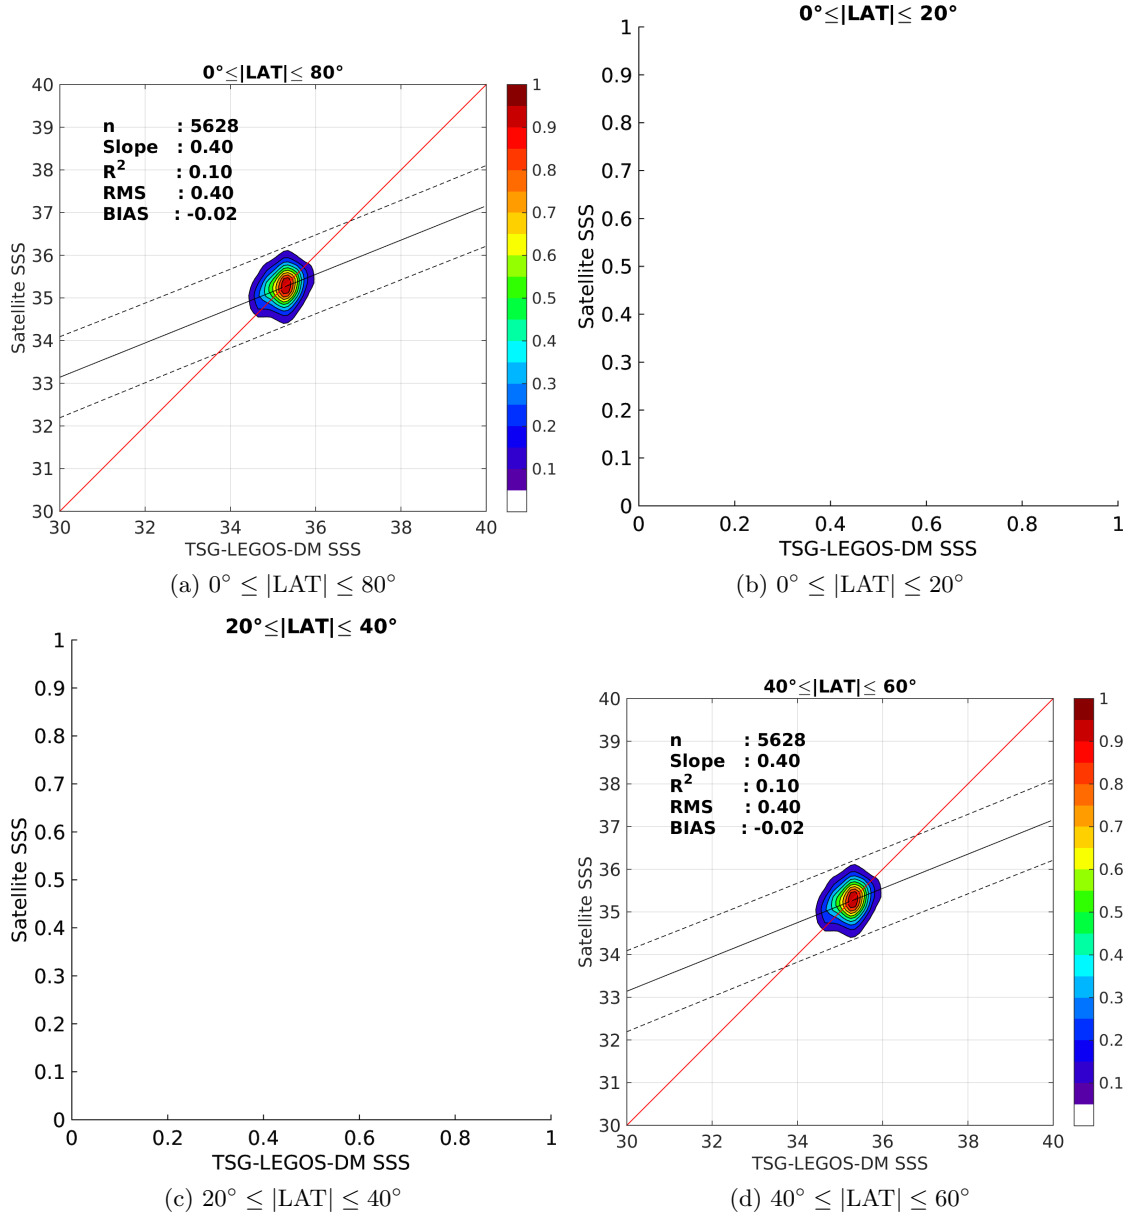 0°≤|LAT|≤ 80°
40
39
38
37
36
35
34
33
32
31
30
Satellite SSS
n : 5628
Slope : 0.40
R² : 0.10
RMS : 0.40
BIAS : -0.02
30 32 34 36 38 40
TSG-LEGOS-DM SSS
1
0.9
0.8
0.7
0.6
0.5
0.4
0.3
0.2
0.1
(a) 0° ≤ |LAT| ≤ 80°
0°≤|LAT|≤ 20°
1
0.9
0.8
0.7
0.6
0.5
0.4
0.3
0.2
0.1
0
Satellite SSS
0 0.2 0.4 0.6 0.8 1
TSG-LEGOS-DM SSS
(b) 0° ≤ |LAT| ≤ 20°
20°≤|LAT|≤ 40°
1
0.9
0.8
0.7
0.6
0.5
0.4
0.3
0.2
0.1
0
Satellite SSS
0 0.2 0.4 0.6 0.8 1
TSG-LEGOS-DM SSS
(c) 20° ≤ |LAT| ≤ 40°
40°≤|LAT|≤ 60°
40
39
38
37
36
35
34
33
32
31
30
Satellite SSS
n : 5628
Slope : 0.40
R² : 0.10
RMS : 0.40
BIAS : -0.02
30 32 34 36 38 40
TSG-LEGOS-DM SSS
1
0.9
0.8
0.7
0.6
0.5
0.4
0.3
0.2
0.1
(d) 40° ≤ |LAT| ≤ 60°